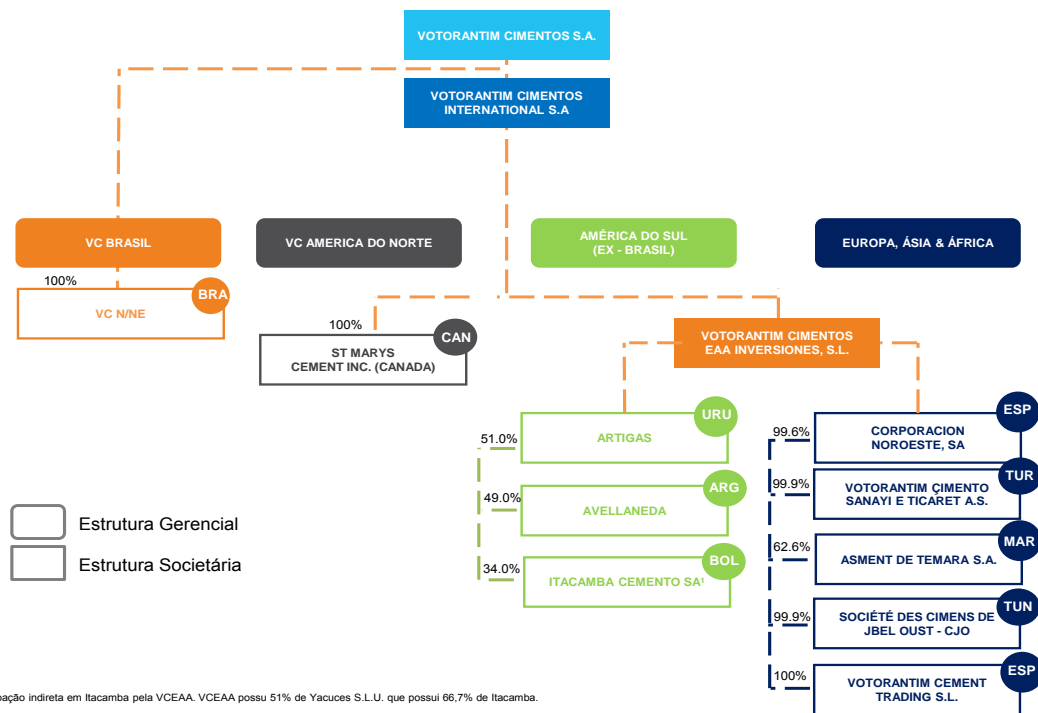 VOTORANTIM CIMENTOS S.A.
VOTORANTIM CIMENTOS
INTERNATIONAL S.A
VC BRASIL
VC AMERICA DO NORTE
AMÉRICA DO SUL
(EX - BRASIL)
EUROPA, ÁSIA & ÁFRICA
100%
BRA
VC N/NE
100%
CAN
ST MARYS
CEMENT INC. (CANADA)
VOTORANTIM CIMENTOS
EAA INVERSIONES, S.L.
51.0%
URU
ARTIGAS
49.0%
ARG
AVELLANEDA
34.0%
BOL
ITACAMBA CEMENTO SA¹
99.6%
ESP
CORPORACION
NOROESTE, SA
99.9%
TUR
VOTORANTIM ÇIMENTO
SANAYI E TICARET A.S.
62.6%
MAR
ASMENT DE TEMARA S.A.
99.9%
TUN
SOCIÉTÉ DES CIMENS DE
JBEL OUST - CJO
100%
ESP
VOTORANTIM CEMENT
TRADING S.L.
Estrutura Gerencial
Estrutura Societária
pação indireta em Itacamba pela VCEAA. VCEAA possu 51% de Yacuces S.L.U. que possui 66,7% de Itacamba.